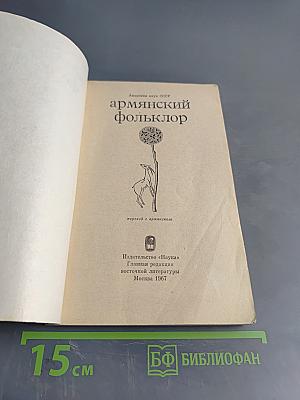 Академия наук СССР
армянский
фольклор
перевод с армянского
Издательство «Наука»
Главная редакция
восточной литературы
Москва 1967
15 см
БФ БИБЛИОФАН